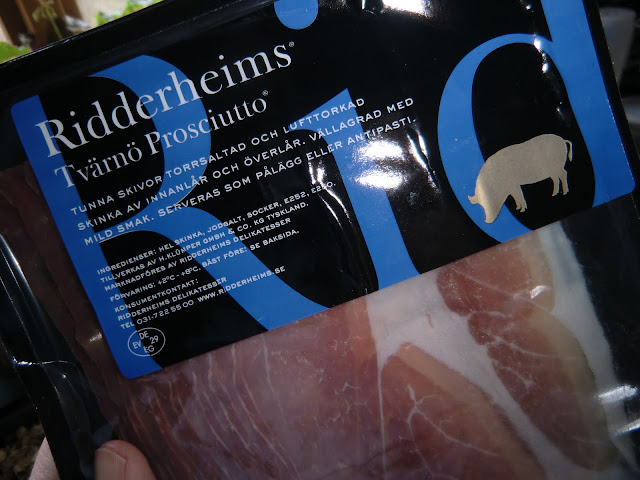 Ridderheims®
Tvärnö Prosciutto®
TUNNA SKIVOR TORRSALTAD OCH LUFTTORKAD
SKINKA AV INNANLÅR OCH ÖVERLÅR. VÄLLAGRAD MED
MILD SMAK. SERVERAS SOM PÅLÄGG ELLER ANTIPASTI.
INGREDIENSER: HEL SKINKA, JODSALT, SOCKER, E252, E250.
TILLVERKAS AV H.KLÜMPER GMBH & CO. KG TYSKLAND.
MARKNADFÖRES AV RIDDERHEIMS DELIKATESSER
FÖRVARING: +2°C - +8°C. BÄST FÖRE: SE BAKSIDA.
KONSUMENTKONTAKT:
RIDDERHEIMS DELIKATESSER
TEL 031-722 55 00 WWW.RIDDERHEIMS.SE
DE
EV 29
EG
Rid